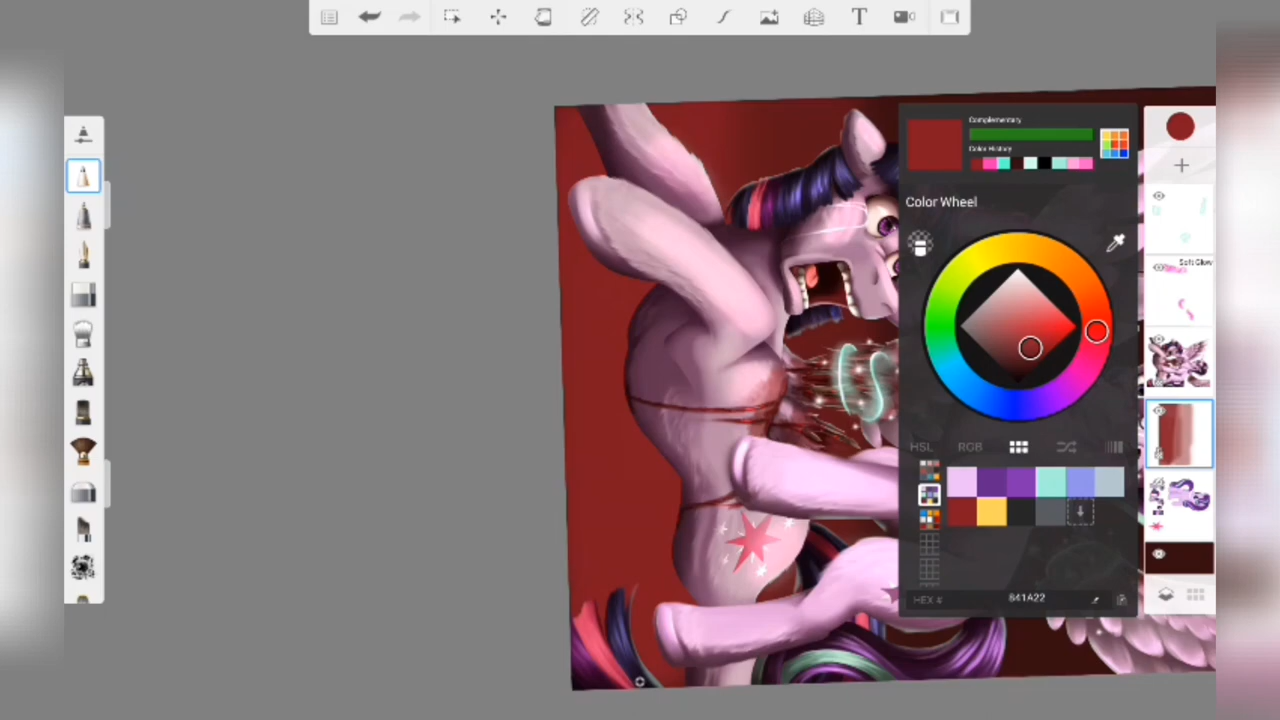 T
Complementary
Color History
Color Wheel
Soft Glow
HSL RGB
HEX # 841A22